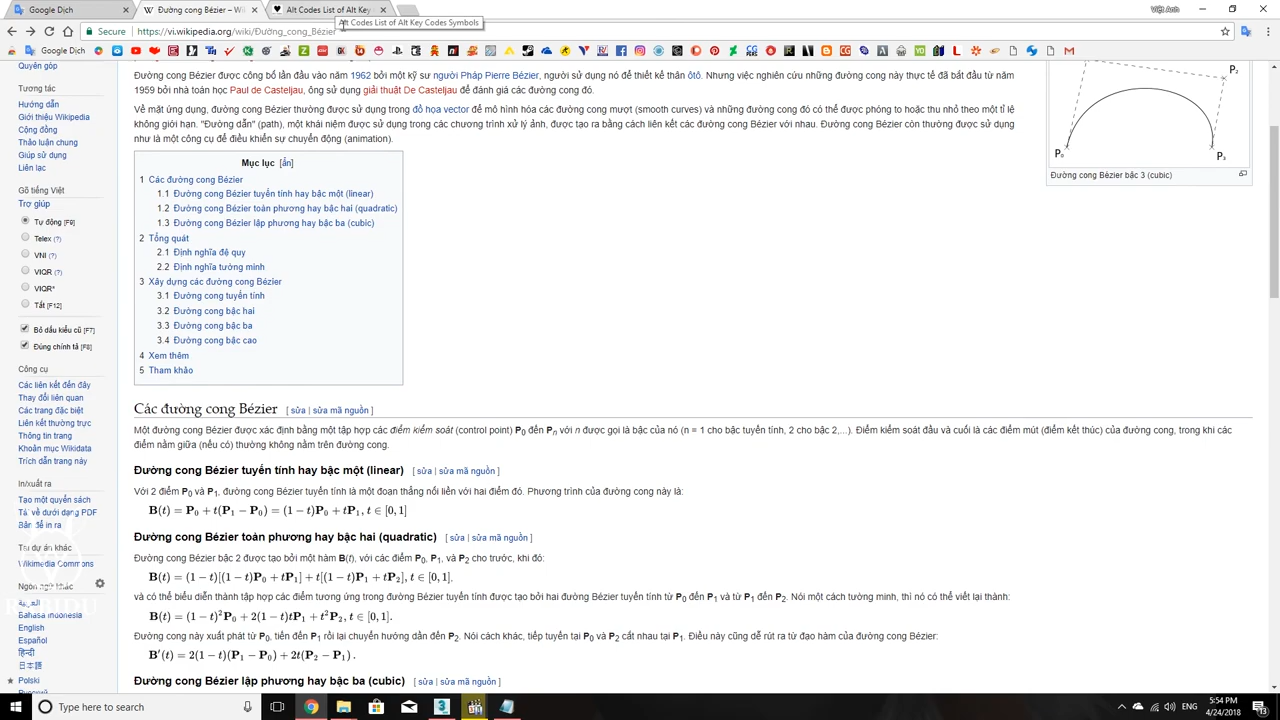 Google Dịch
Đường cong Bézier – Wi
Alt Codes List of Alt Key
Việt Anh
Alt Codes List of Alt Key Codes Symbols
Secure
https://vi.wikipedia.org/wiki/Đường_cong_Bézier
Google Dịch
Quyên góp
Tương tác
Hướng dẫn
Giới thiệu Wikipedia
Cộng đồng
Thảo luận chung
Giúp sử dụng
Liên lạc
Gõ tiếng Việt
Trợ giúp
Tự động [F9]
Telex (?)
VNI (?)
VIQR (?)
VIQR*
Tắt [F12]
Bỏ dấu kiểu cũ [F7]
Đúng chính tả [F8]
Công cụ
Các liên kết đến đây
Thay đổi liên quan
Các trang đặc biệt
Liên kết thường trực
Thông tin trang
Khoản mục Wikidata
Trích dẫn trang này
In/xuất ra
Tạo một quyển sách
Tải về dưới dạng PDF
Bản để in ra
Tại dự án khác
Wikimedia Commons
Ngôn ngữ khác
العربية
Bahasa Indonesia
English
Español
हिन्दी
日本語
Polski
Русский
Đường cong Bézier được công bố lần đầu vào năm 1962 bởi một kỹ sư người Pháp Pierre Bézier, người sử dụng nó để thiết kế thân ôtô. Nhưng việc nghiên cứu những đường cong này thực tế đã bắt đầu từ năm
1959 bởi nhà toán học Paul de Casteljau, ông sử dụng giải thuật De Casteljau để đánh giá các đường cong đó.
Về mặt ứng dụng, đường cong Bézier thường được sử dụng trong đồ họa vector để mô hình hóa các đường cong mượt (smooth curves) và những đường cong đó có thể được phóng to hoặc thu nhỏ theo một tỉ lệ
không giới hạn. "Đường dẫn" (path), một khái niệm được sử dụng trong các chương trình xử lý ảnh, được tạo ra bằng cách liên kết các đường cong Bézier với nhau. Đường cong Bézier còn thường được sử dụng
như là một công cụ để điều khiển sự chuyển động (animation).
P₂
P₀
P₃
Đường cong Bézier bậc 3 (cubic)
Mục lục [ẩn]
1 Các đường cong Bézier
1.1 Đường cong Bézier tuyến tính hay bậc một (linear)
1.2 Đường cong Bézier toàn phương hay bậc hai (quadratic)
1.3 Đường cong Bézier lập phương hay bậc ba (cubic)
2 Tổng quát
2.1 Định nghĩa đệ quy
2.2 Định nghĩa tường minh
3 Xây dựng các đường cong Bézier
3.1 Đường cong tuyến tính
3.2 Đường cong bậc hai
3.3 Đường cong bậc ba
3.4 Đường cong bậc cao
4 Xem thêm
5 Tham khảo
Các đường cong Bézier [ sửa | sửa mã nguồn ]
Một đường cong Bézier được xác định bằng một tập hợp các điểm kiểm soát (control point) P₀ đến Pₙ với n được gọi là bậc của nó (n = 1 cho bậc tuyến tính, 2 cho bậc 2,...). Điểm kiểm soát đầu và cuối là các điểm mút (điểm kết thúc) của đường cong, trong khi các
điểm nằm giữa (nếu có) thường không nằm trên đường cong.
Đường cong Bézier tuyến tính hay bậc một (linear) [ sửa | sửa mã nguồn ]
Với 2 điểm P₀ và P₁, đường cong Bézier tuyến tính là một đoạn thẳng nối liền với hai điểm đó. Phương trình của đường cong này là:
B(t) = P₀ + t(P₁ − P₀) = (1 − t)P₀ + tP₁, t ∈ [0, 1]
Đường cong Bézier toàn phương hay bậc hai (quadratic) [ sửa | sửa mã nguồn ]
Đường cong Bézier bậc 2 được tạo bởi một hàm B(t), với các điểm P₀, P₁, và P₂ cho trước, khi đó:
B(t) = (1 − t)[(1 − t)P₀ + tP₁] + t[(1 − t)P₁ + tP₂], t ∈ [0, 1].
và có thể biểu diễn thành tập hợp các điểm tương ứng trong đường Bézier tuyến tính được tạo bởi hai đường Bézier tuyến tính từ P₀ đến P₁ và từ P₁ đến P₂. Nói một cách tường minh, thì nó có thể viết lại thành:
B(t) = (1 − t)²P₀ + 2(1 − t)tP₁ + t²P₂, t ∈ [0, 1].
Đường cong này xuất phát từ P₀, tiến đến P₁ rồi lại chuyển hướng dần đến P₂. Nói cách khác, tiếp tuyến tại P₀ và P₂ cắt nhau tại P₁. Điều này cũng dễ rút ra từ đạo hàm của đường cong Bézier:
B′(t) = 2(1 − t)(P₁ − P₀) + 2t(P₂ − P₁) .
Đường cong Bézier lập phương hay bậc ba (cubic) [ sửa | sửa mã nguồn ]
Type here to search
ENG
5:54 PM
4/24/2018
13